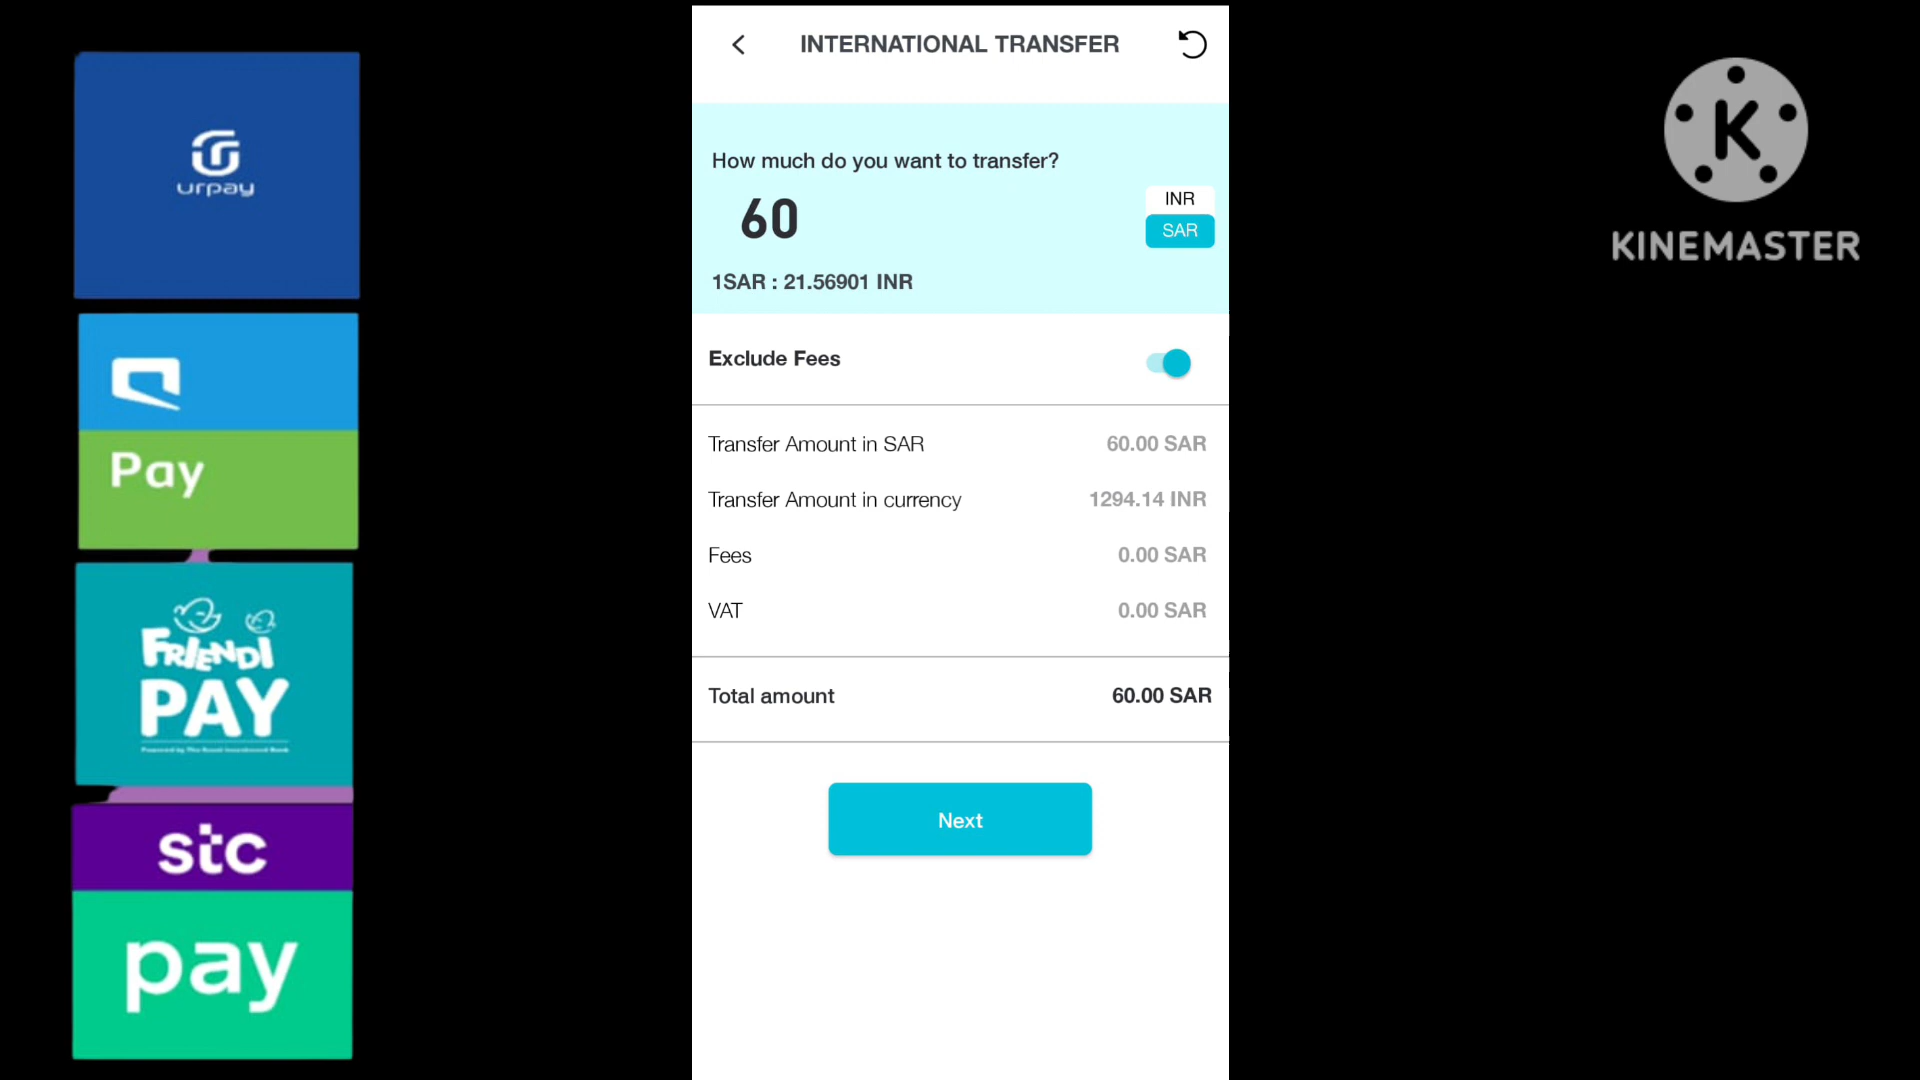 urpay
Pay
FRiENDi
PAY
stc
pay
INTERNATIONAL TRANSFER
How much do you want to transfer?
60
INR
SAR
1SAR : 21.56901 INR
Exclude Fees
Transfer Amount in SAR 60.00 SAR
Transfer Amount in currency 1294.14 INR
Fees 0.00 SAR
VAT 0.00 SAR
Total amount 60.00 SAR
Next
K
KINEMASTER